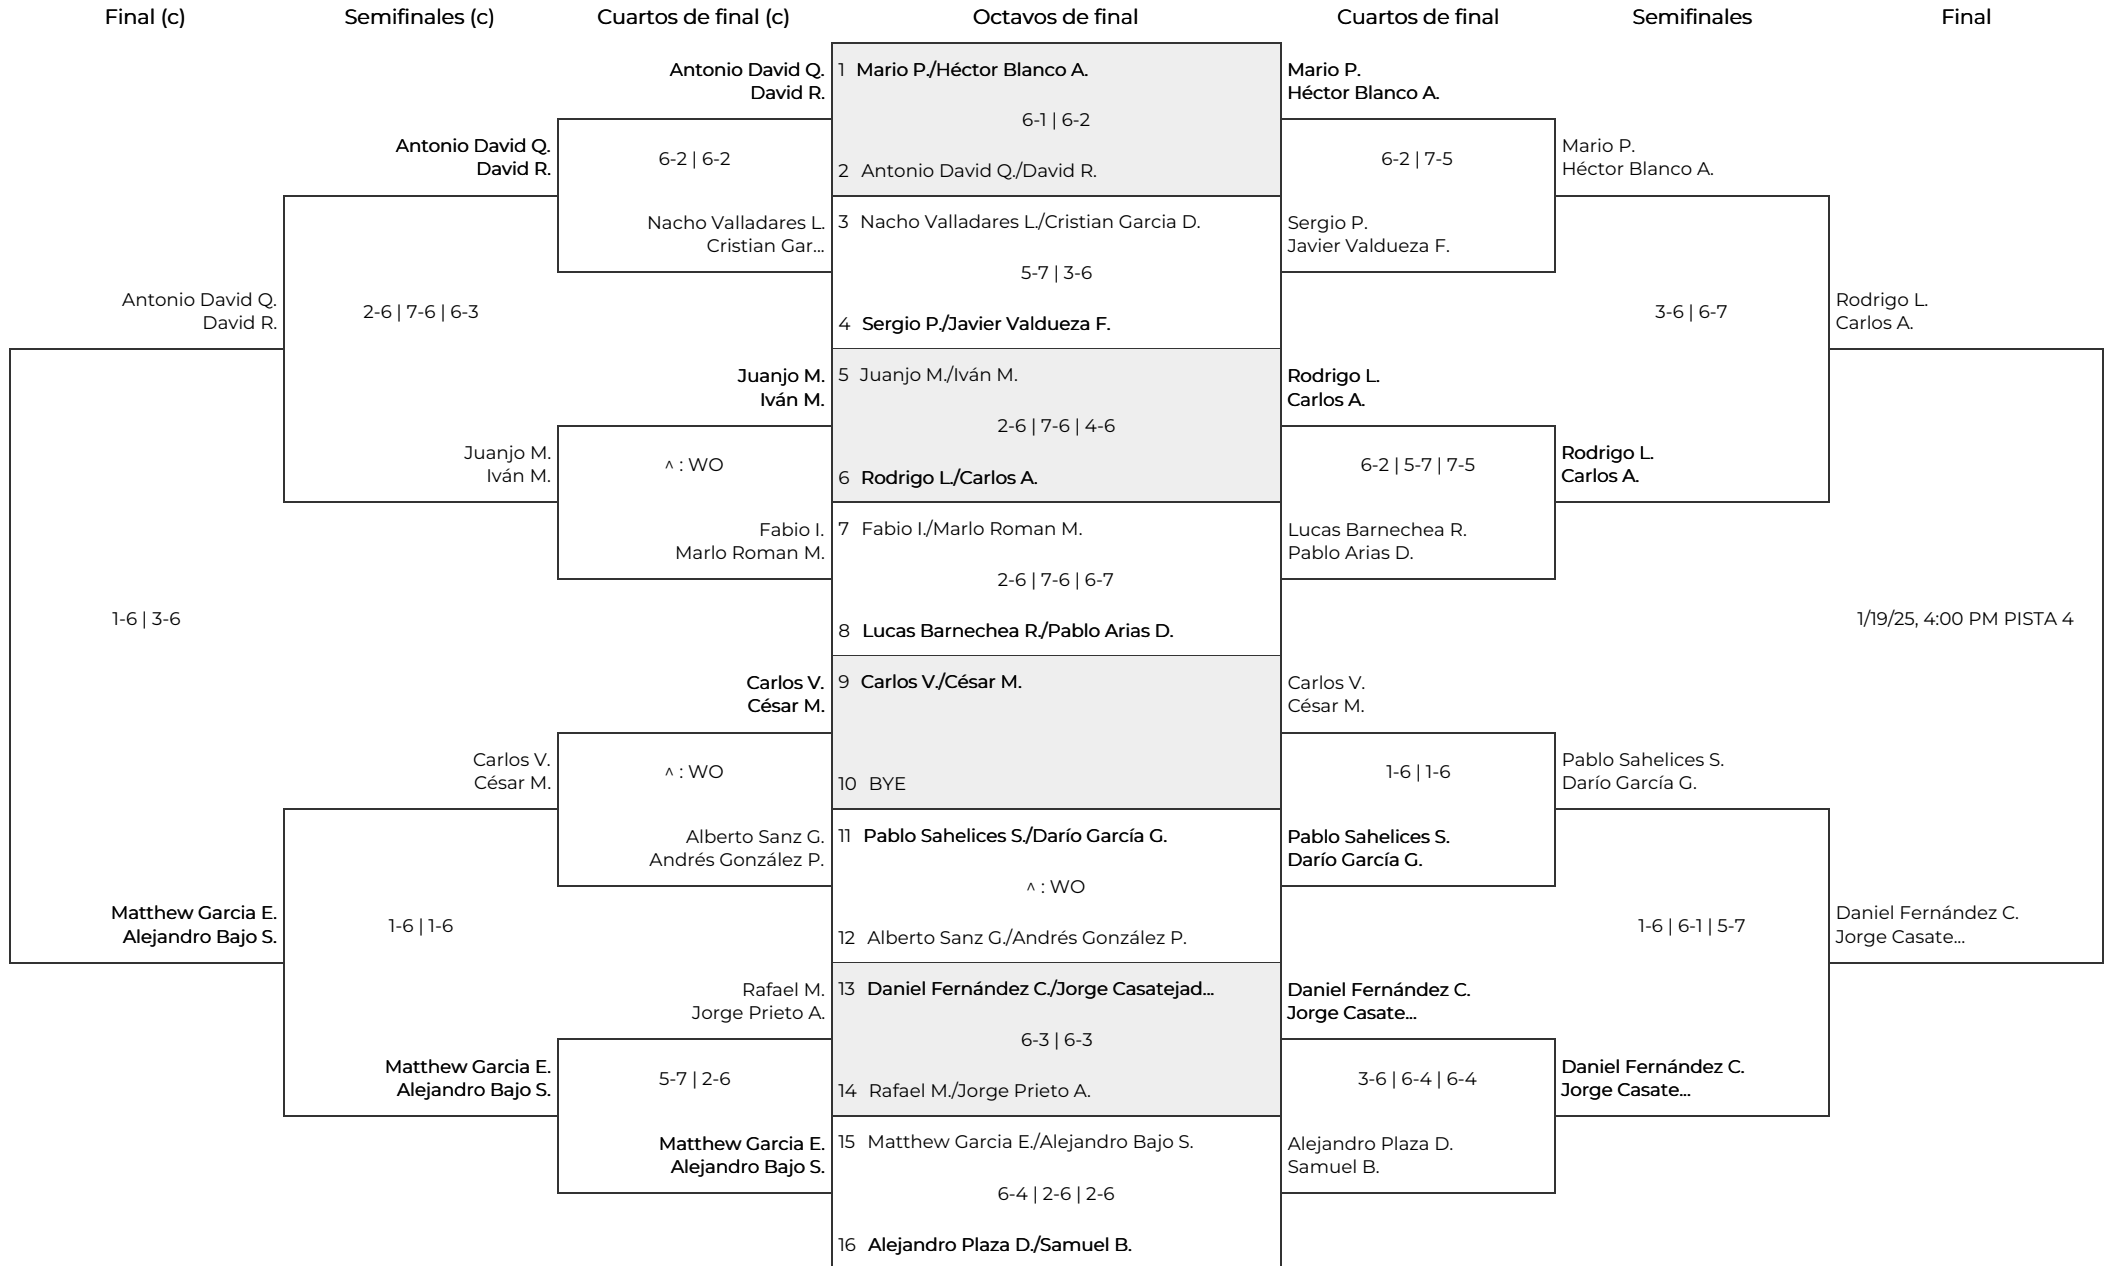 Final (c)
Semifinales (c)
Cuartos de final (c)
Octavos de final
Cuartos de final
Semifinales
Final
Antonio David Q.
David R.
1-6 | 3-6
Matthew Garcia E.
Alejandro Bajo S.
Antonio David Q.
David R.
2-6 | 7-6 | 6-3
Juanjo M.
Iván M.
Carlos V.
César M.
1-6 | 1-6
Matthew Garcia E.
Alejandro Bajo S.
Antonio David Q.
David R.
6-2 | 6-2
Nacho Valladares L.
Cristian Gar...
Juanjo M.
Iván M.
^ : WO
Fabio I.
Marlo Roman M.
Carlos V.
César M.
^ : WO
Alberto Sanz G.
Andrés González P.
Rafael M.
Jorge Prieto A.
5-7 | 2-6
Matthew Garcia E.
Alejandro Bajo S.
1 Mario P./Héctor Blanco A.
6-1 | 6-2
2 Antonio David Q./David R.
3 Nacho Valladares L./Cristian Garcia D.
5-7 | 3-6
4 Sergio P./Javier Valdueza F.
5 Juanjo M./Iván M.
2-6 | 7-6 | 4-6
6 Rodrigo L./Carlos A.
7 Fabio I./Marlo Roman M.
2-6 | 7-6 | 6-7
8 Lucas Barnechea R./Pablo Arias D.
9 Carlos V./César M.
10 BYE
11 Pablo Sahelices S./Darío García G.
^ : WO
12 Alberto Sanz G./Andrés González P.
13 Daniel Fernández C./Jorge Casatejad...
6-3 | 6-3
14 Rafael M./Jorge Prieto A.
15 Matthew Garcia E./Alejandro Bajo S.
6-4 | 2-6 | 2-6
16 Alejandro Plaza D./Samuel B.
Mario P.
Héctor Blanco A.
6-2 | 7-5
Sergio P.
Javier Valdueza F.
Rodrigo L.
Carlos A.
6-2 | 5-7 | 7-5
Lucas Barnechea R.
Pablo Arias D.
Carlos V.
César M.
1-6 | 1-6
Pablo Sahelices S.
Darío García G.
Daniel Fernández C.
Jorge Casate...
3-6 | 6-4 | 6-4
Alejandro Plaza D.
Samuel B.
Mario P.
Héctor Blanco A.
3-6 | 6-7
Rodrigo L.
Carlos A.
Pablo Sahelices S.
Darío García G.
1-6 | 6-1 | 5-7
Daniel Fernández C.
Jorge Casate...
Rodrigo L.
Carlos A.
1/19/25, 4:00 PM PISTA 4
Daniel Fernández C.
Jorge Casate...